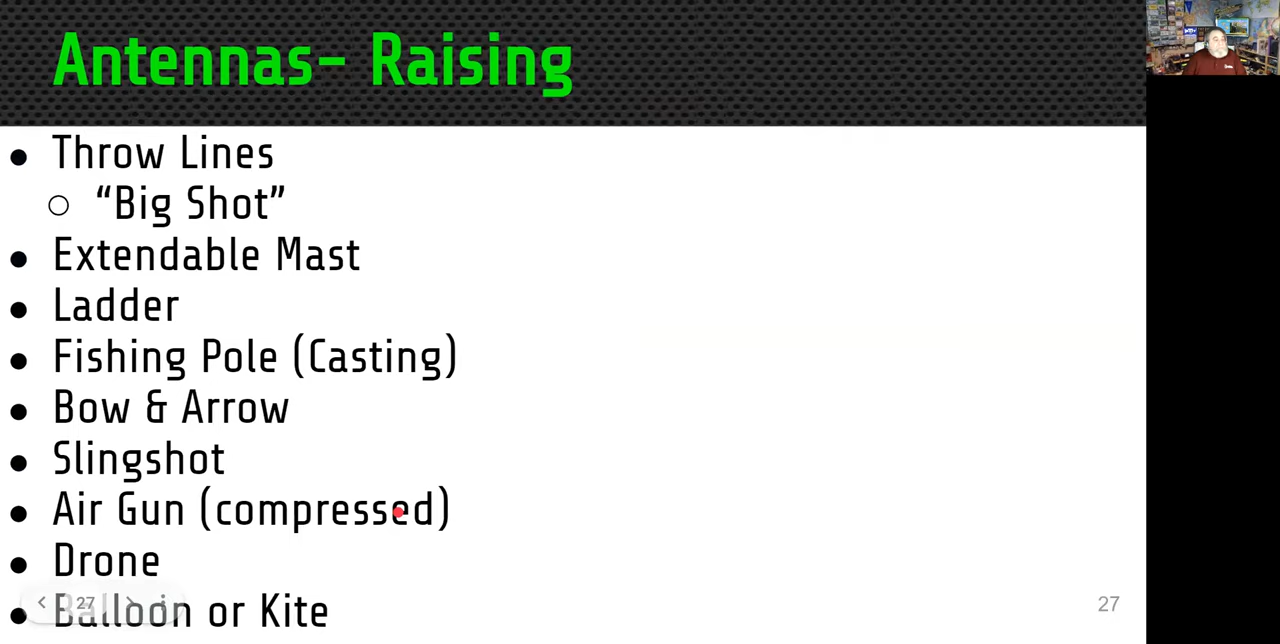 Antennas- Raising
● Throw Lines
○ “Big Shot”
● Extendable Mast
● Ladder
● Fishing Pole (Casting)
● Bow & Arrow
● Slingshot
● Air Gun (compressed)
● Drone
● Balloon or Kite
27
27